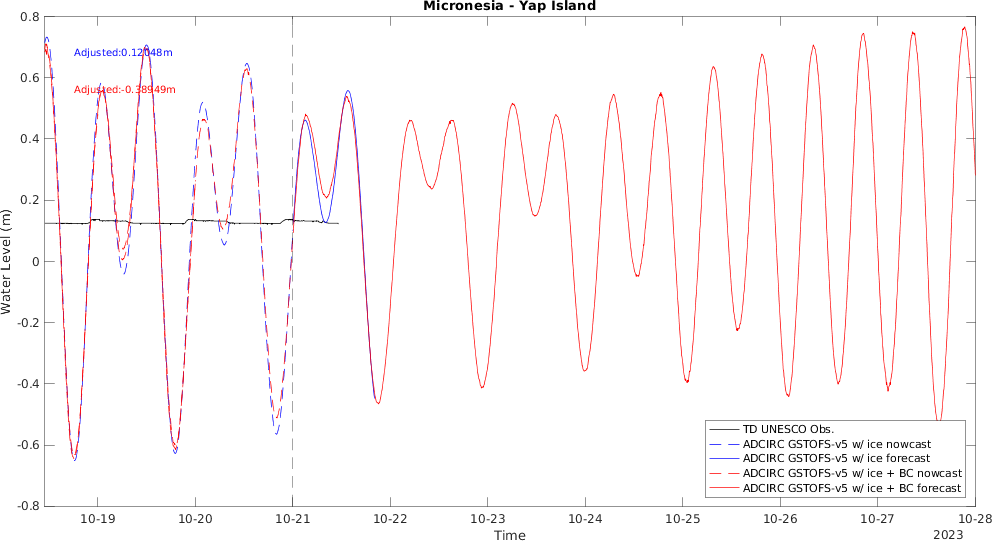 Micronesia - Yap Island
Adjusted:0.12048m
Adjusted:-0.38949m
Water Level (m)
0.8
0.6
0.4
0.2
0
-0.2
-0.4
-0.6
-0.8
TD UNESCO Obs.
ADCIRC GSTOFS-v5 w/ ice nowcast
ADCIRC GSTOFS-v5 w/ ice forecast
ADCIRC GSTOFS-v5 w/ ice + BC nowcast
ADCIRC GSTOFS-v5 w/ ice + BC forecast
10-19 10-20 10-21 10-22 10-23 10-24 10-25 10-26 10-27 10-28
Time
2023